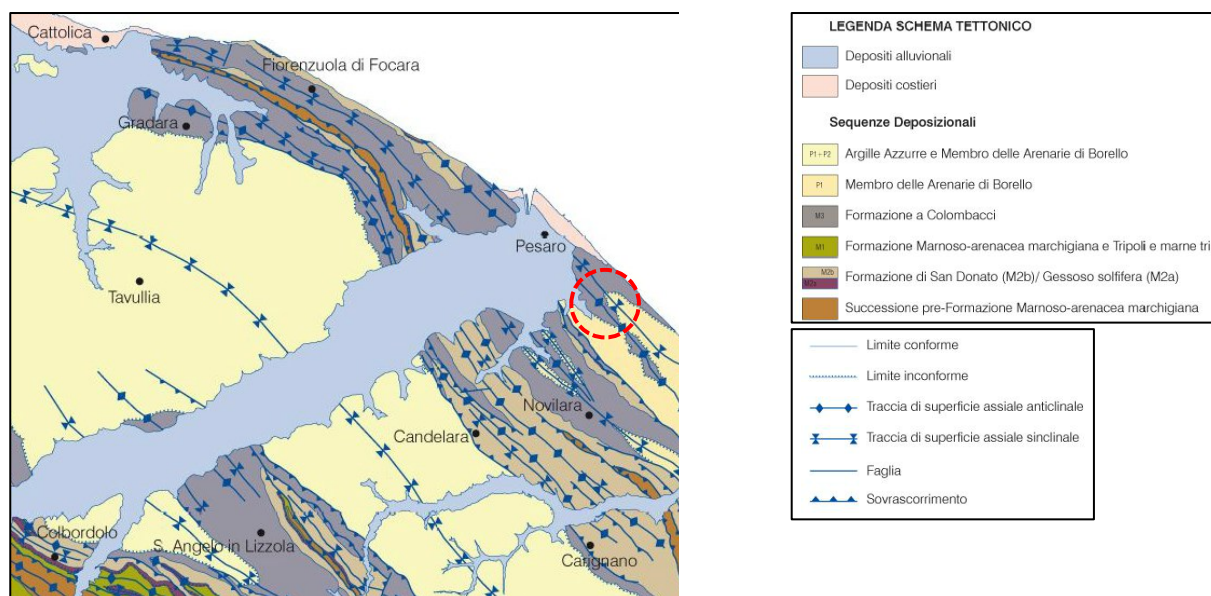 Cattolica
Fiorenzuola di Focara
Gradara
Pesaro
Tavullia
Novilara
Candelara
Colbordolo
S. Angelo in Lizzola
Carignano
LEGENDA SCHEMA TETTONICO
Depositi alluvionali
Depositi costieri
Sequenze Deposizionali
P1+P2 Argille Azzurre e Membro delle Arenarie di Borello
P1 Membro delle Arenarie di Borello
M3 Formazione a Colombacci
M1 Formazione Marnoso-arenacea marchigiana e Tripoli e marne tri
M2b
M2a Formazione di San Donato (M2b)/ Gessoso solfifera (M2a)
Successione pre-Formazione Marnoso-arenacea marchigiana
Limite conforme
Limite inconforme
Traccia di superficie assiale anticlinale
Traccia di superficie assiale sinclinale
Faglia
Sovrascorrimento